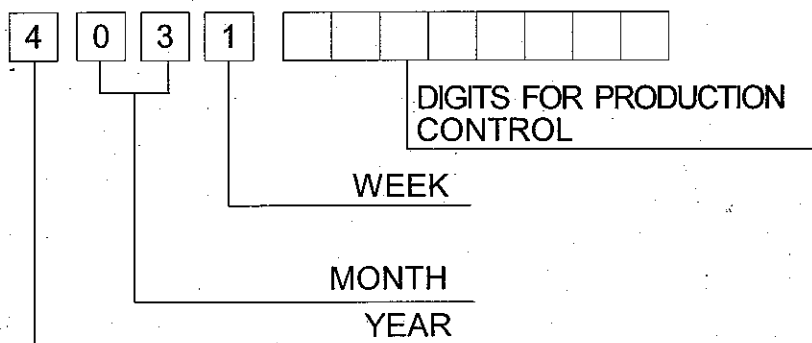 4 0 3 1
DIGITS FOR PRODUCTION
CONTROL
WEEK
MONTH
YEAR